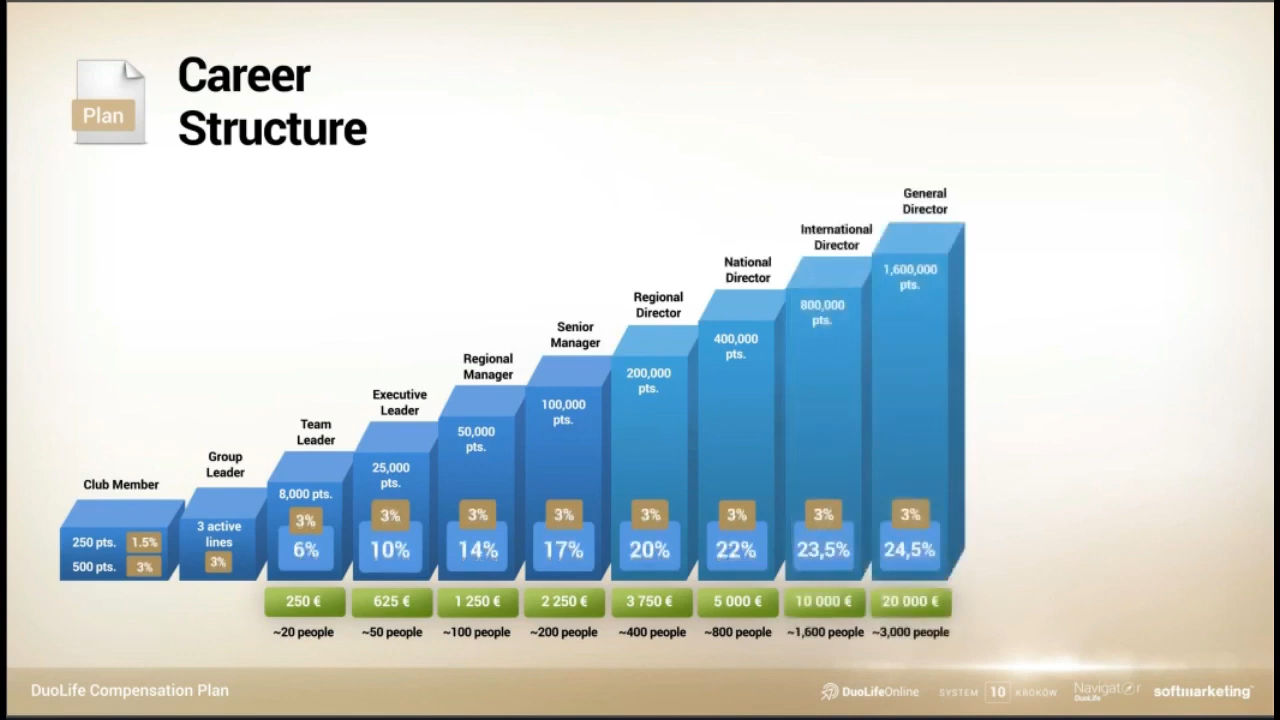 Plan
Career
Structure
General
Director
International
Director
National
Director
Regional
Director
Senior
Manager
Regional
Manager
Executive
Leader
Team
Leader
Group
Leader
Club Member
1,600,000
pts.
800,000
pts.
400,000
pts.
200,000
pts.
100,000
pts.
50,000
pts.
25,000
pts.
8,000 pts.
3 active
lines
3%
250 pts. 1.5%
500 pts. 3%
3% 3% 3% 3% 3% 3% 3% 3%
6% 10% 14% 17% 20% 22% 23,5% 24,5%
250 € 625 € 1 250 € 2 250 € 3 750 € 5 000 € 10 000 € 20 000 €
~20 people ~50 people ~100 people ~200 people ~400 people ~800 people ~1,600 people ~3,000 people
DuoLife Compensation Plan
DuoLifeOnline
SYSTEM 10 KROKÓW
Navigator
DuoLife
softmarketing